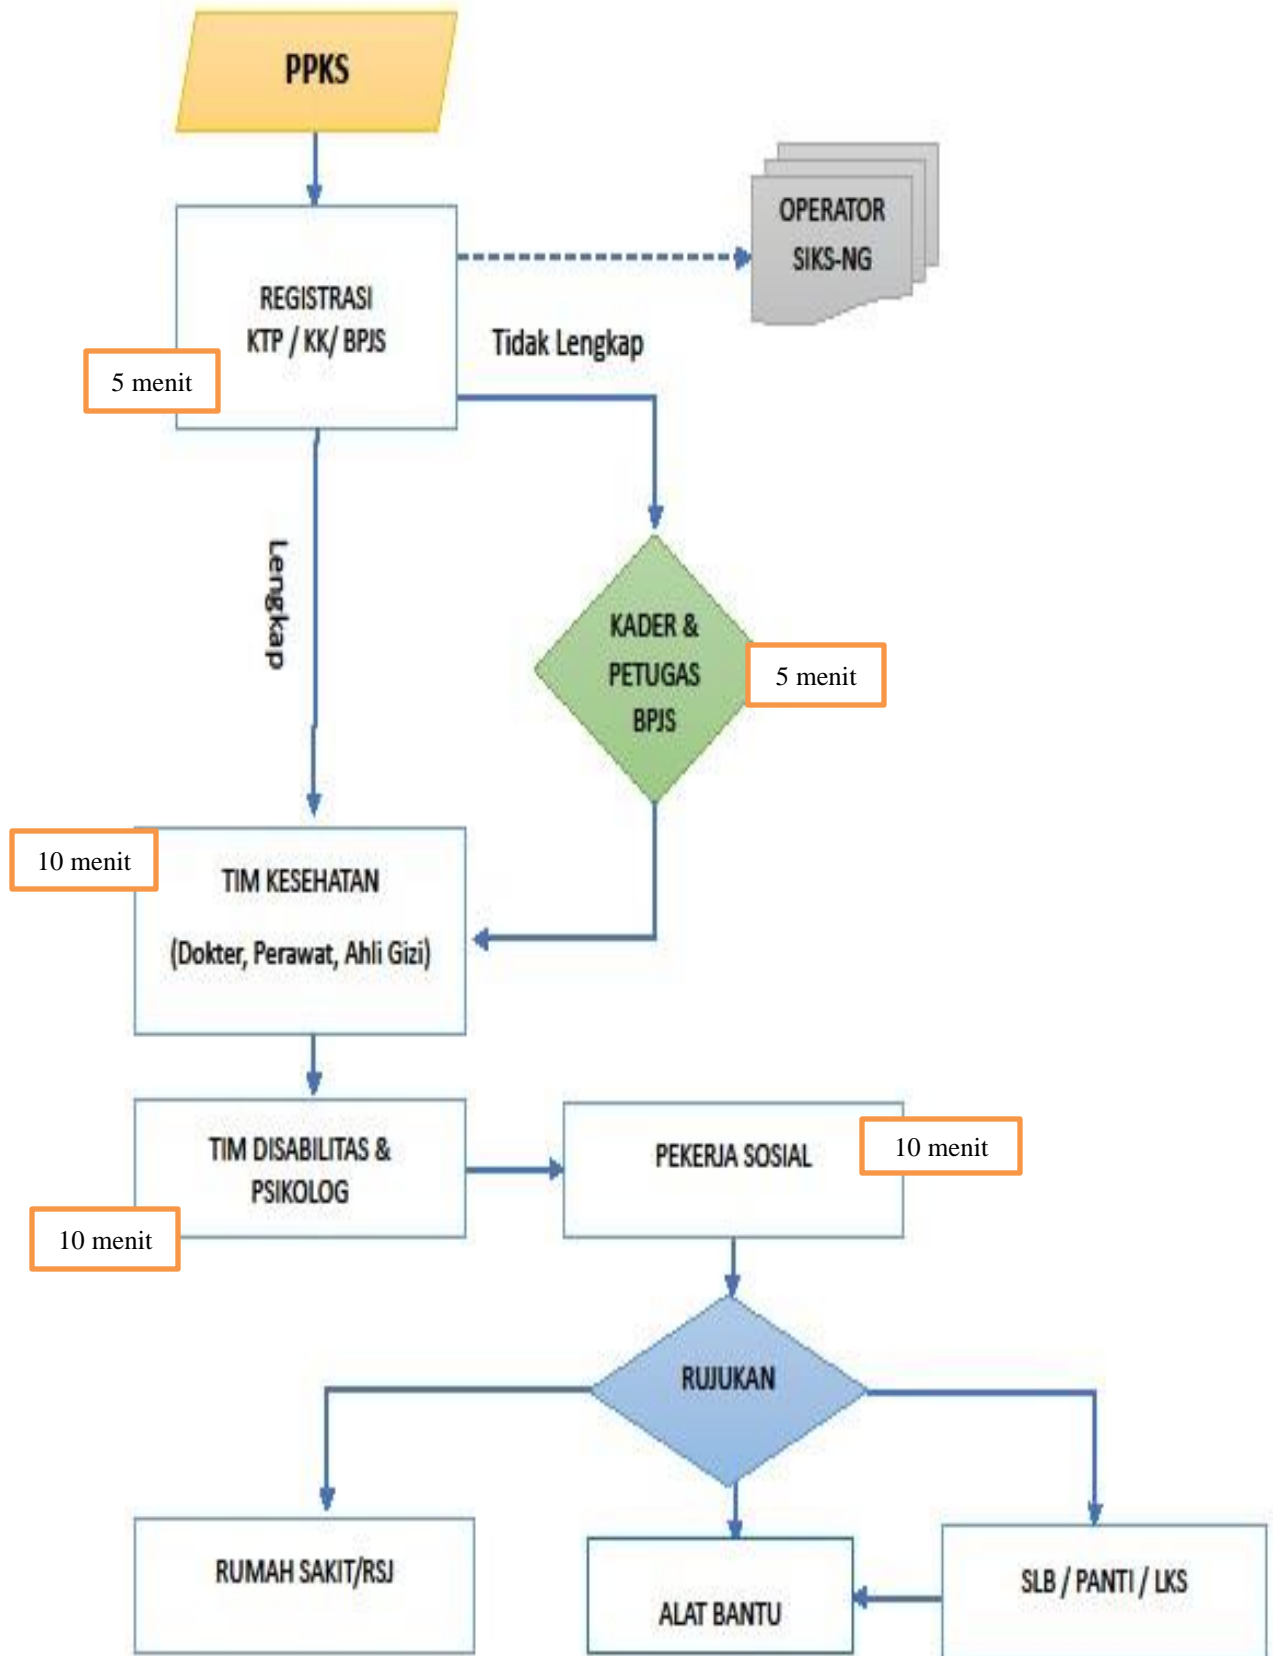 PPKS
OPERATOR
SIKS-NG
REGISTRASI
KTP / KK/ BPJS
5 menit
Tidak Lengkap
Lengkap
KADER &
PETUGAS
BPJS
5 menit
10 menit
TIM KESEHATAN
(Dokter, Perawat, Ahli Gizi)
TIM DISABILITAS &
PSIKOLOG
10 menit
PEKERJA SOSIAL
10 menit
RUJUKAN
RUMAH SAKIT/RSJ
ALAT BANTU
SLB / PANTI / LKS